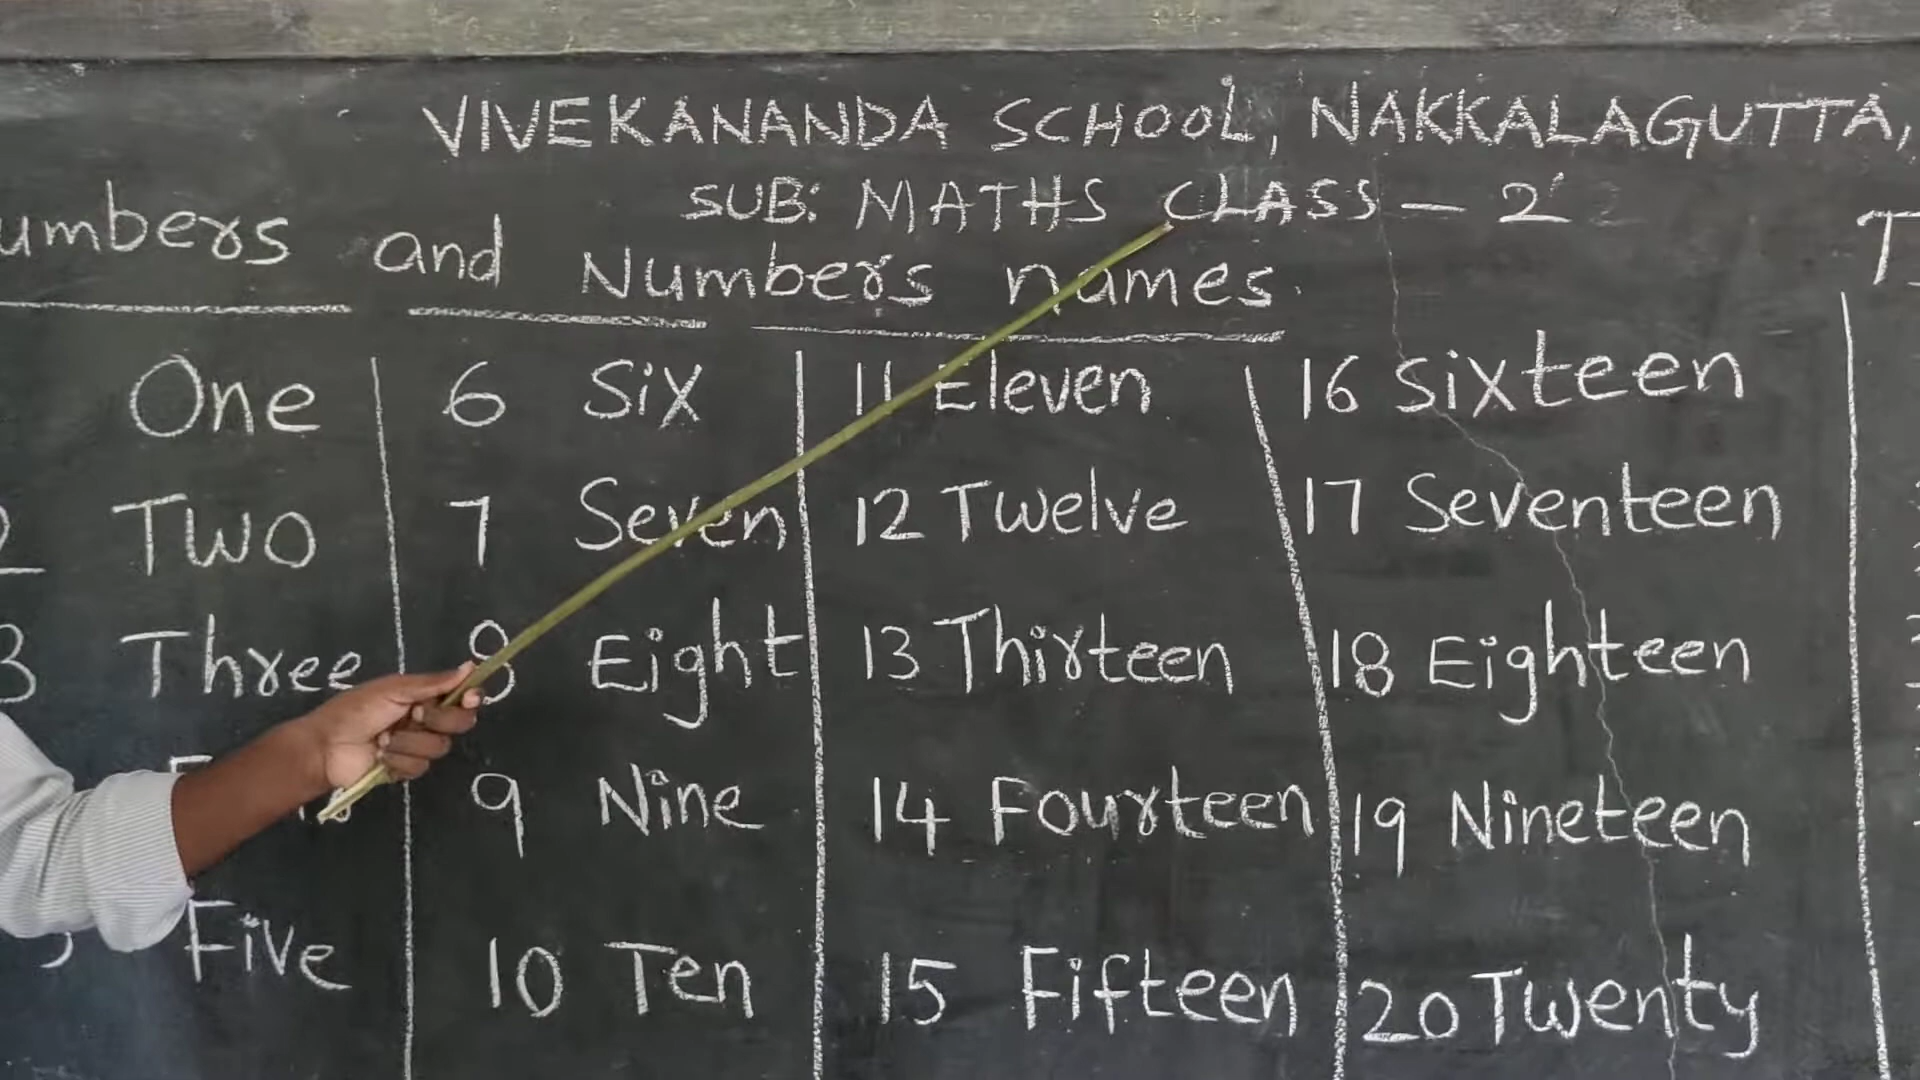 VIVEKANANDA SCHOOL, NAKKALAGUTTA,
SUB: MATHS CLASS - 2
umbers and Numbers names
One 6 Six 11 Eleven 16 Sixteen
2 Two 7 Seven 12 Twelve 17 Seventeen
3 Three 8 Eight 13 Thirteen 18 Eighteen
9 Nine 14 Fourteen 19 Nineteen
Five 10 Ten 15 Fifteen 20 Twenty